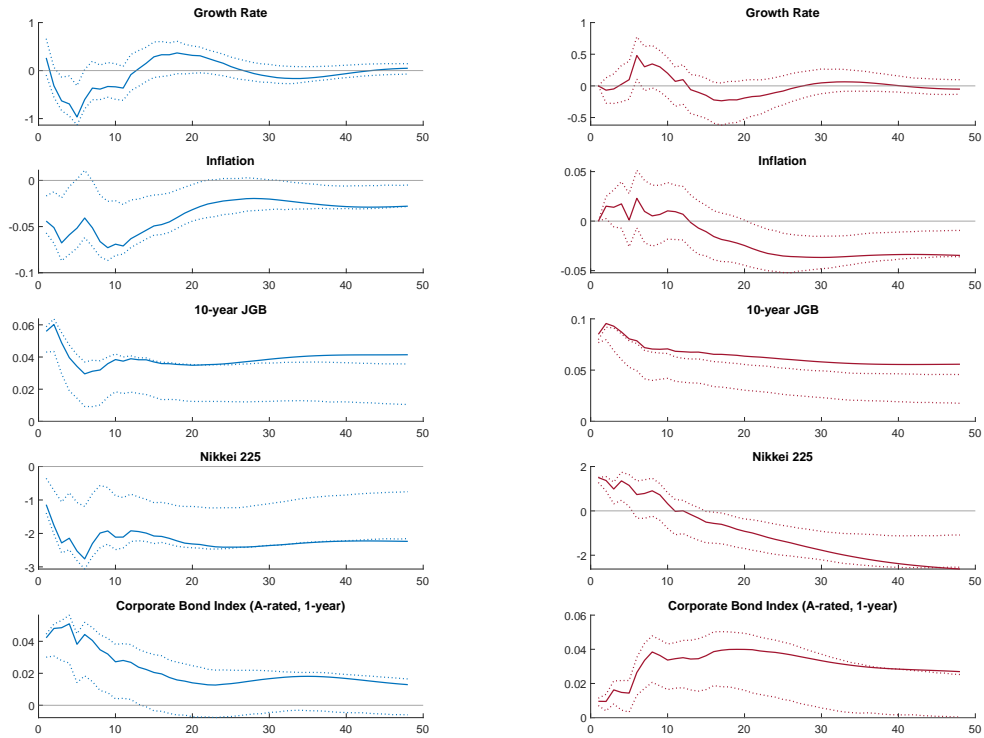 Growth Rate
1
0
-1
0 10 20 30 40 50
Inflation
0
-0.05
-0.1
0 10 20 30 40 50
10-year JGB
0.06
0.04
0.02
0
0 10 20 30 40 50
Nikkei 225
0
-1
-2
-3
0 10 20 30 40 50
Corporate Bond Index (A-rated, 1-year)
0.04
0.02
0
0 10 20 30 40 50
Growth Rate
0.5
0
-0.5
0 10 20 30 40 50
Inflation
0.05
0
-0.05
0 10 20 30 40 50
10-year JGB
0.1
0.05
0
0 10 20 30 40 50
Nikkei 225
2
0
-2
0 10 20 30 40 50
Corporate Bond Index (A-rated, 1-year)
0.06
0.04
0.02
0
0 10 20 30 40 50